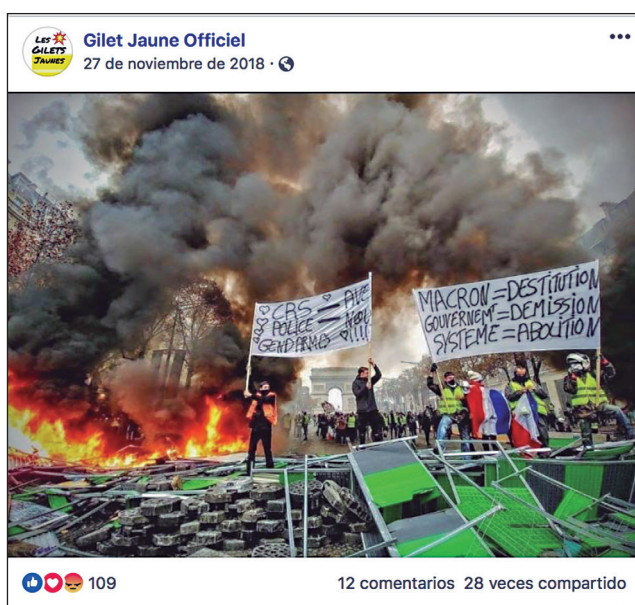 LES
GILETS
JAUNES
Gilet Jaune Officiel
27 de noviembre de 2018
CRS = AVEC
POLICE NOUS
GENDARMES !!!!
MACRON=DESTITUTION
GOUVERNEM'=DEMISSION
SYSTEME=ABOLITION
109
12 comentarios 28 veces compartido